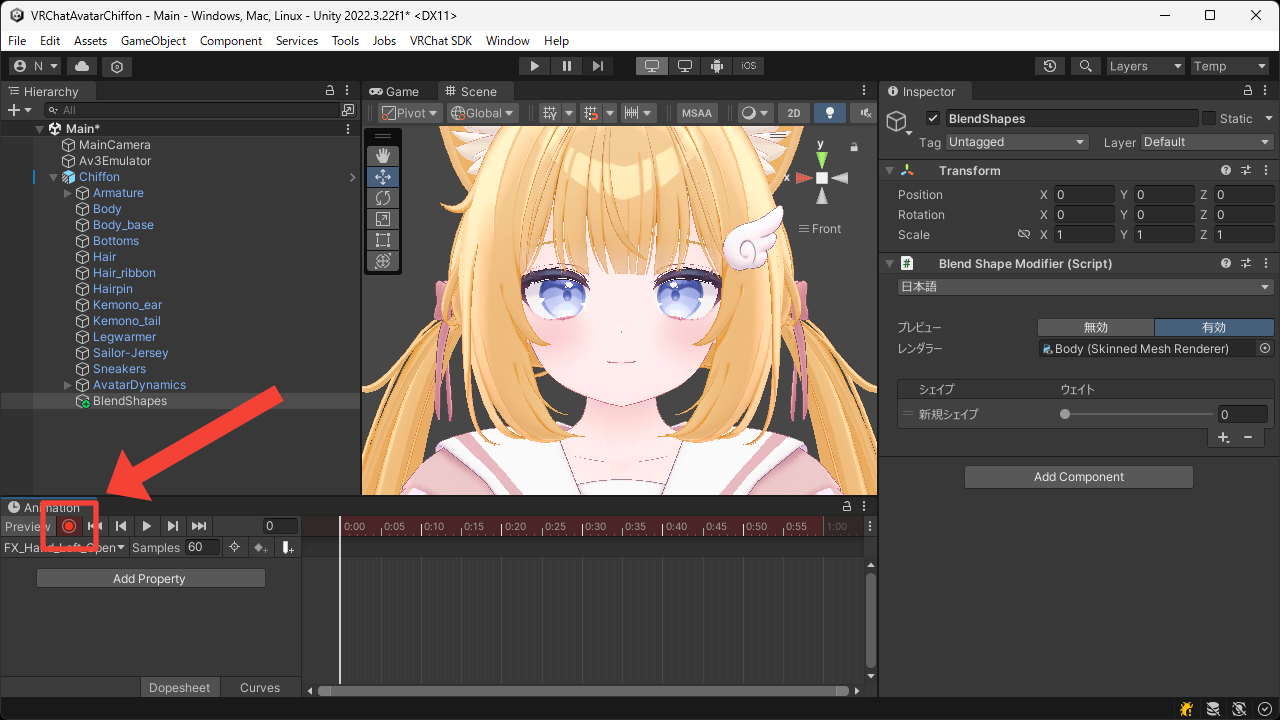 VRChatAvatarChiffon - Main - Windows, Mac, Linux - Unity 2022.3.22f1* <DX11>
File Edit Assets GameObject Component Services Tools Jobs VRChat SDK Window Help
N iOS Layers Temp
Hierarchy
All
Main*
MainCamera
Av3Emulator
Chiffon
Armature
Body
Body_base
Bottoms
Hair
Hair_ribbon
Hairpin
Kemono_ear
Kemono_tail
Legwarmer
Sailor-Jersey
Sneakers
AvatarDynamics
BlendShapes
Game Scene
Pivot Global MSAA 2D
y
x
Front
Inspector
BlendShapes Static
Tag Untagged Layer Default
Transform
Position X 0 Y 0 Z 0
Rotation X 0 Y 0 Z 0
Scale X 1 Y 1 Z 1
Blend Shape Modifier (Script)
日本語
プレビュー 無効 有効
レンダラー Body (Skinned Mesh Renderer)
シェイプ ウェイト
新規シェイプ 0
Add Component
Animation
Preview 0
0:00 0:05 0:10 0:15 0:20 0:25 0:30 0:35 0:40 0:45 0:50 0:55 1:00
FX_Hand_Left_Open Samples 60
Add Property
Dopesheet Curves